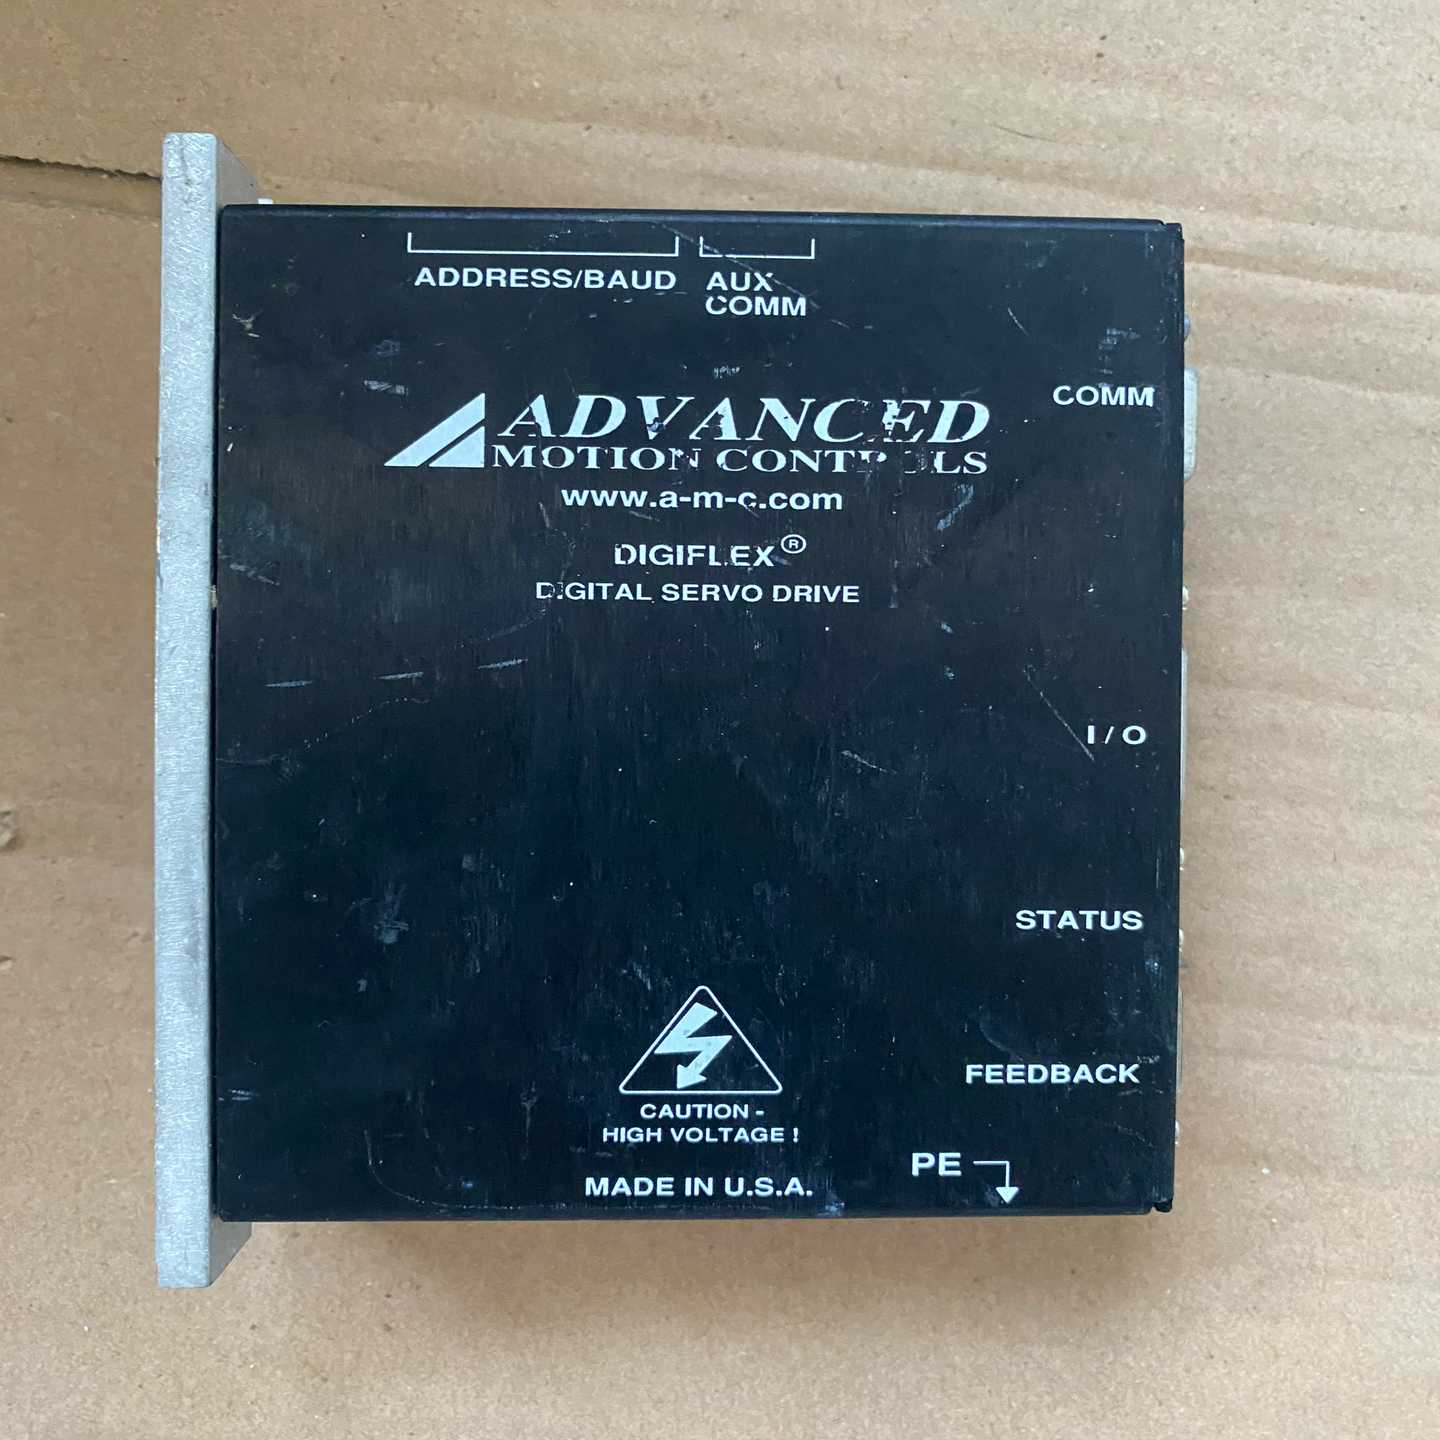 ADDRESS/BAUD
AUX
COMM
COMM
ADVANCED
MOTION CONTROLS
www.a-m-c.com
DIGIFLEX®
DIGITAL SERVO DRIVE
I / O
STATUS
FEEDBACK
CAUTION -
HIGH VOLTAGE !
PE
MADE IN U.S.A.